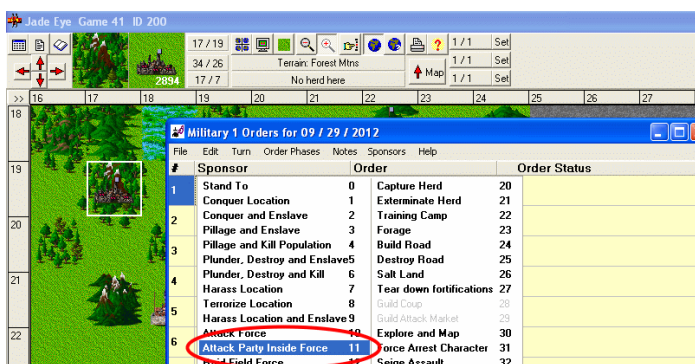 Jade Eye Game 41 ID 200
17 / 19 1 / 1 Set
34 / 26 Terrain: Forest Mtns 1 / 1 Set
2894 17 / 7 No herd here Map 1 / 1 Set
>> 16 17 18 19 20 21 22 23 24 25 26 27
18
Military 1 Orders for 09 / 29 / 2012
File Edit Turn Order Phases Notes Sponsors Help
19 # Sponsor Order Order Status
1 Stand To 0 Capture Herd 20
Conquer Location 1 Exterminate Herd 21
20 2 Conquer and Enslave 2 Training Camp 22
Pillage and Enslave 3 Forage 23
3 Pillage and Kill Population 4 Build Road 24
Plunder, Destroy and Enslave5 Destroy Road 25
21 4 Plunder, Destroy and Kill 6 Salt Land 26
Harass Location 7 Tear down fortifications 27
5 Terrorize Location 8 Guild Coup 28
Harass Location and Enslave 9 Guild Attack Market 29
22 6 Attack Force 10 Explore and Map 30
Attack Party Inside Force 11 Force Arrest Character 31
Field Force 12 Seige Assault 32